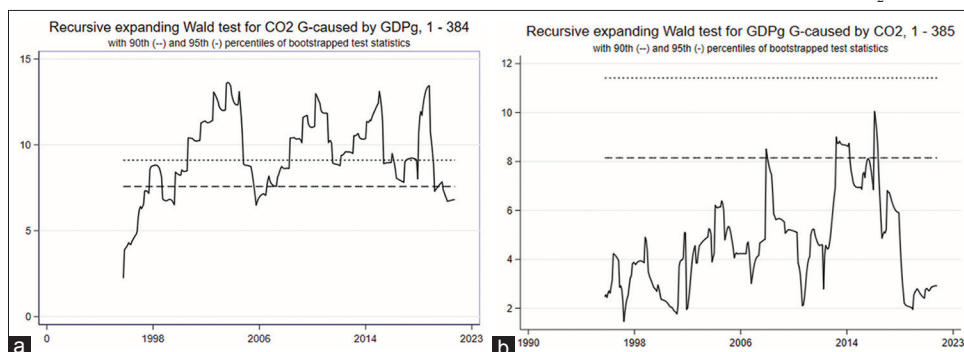 Recursive expanding Wald test for CO2 G-caused by GDPg, 1 - 384
with 90th (--) and 95th (-) percentiles of bootstrapped test statistics
15
10
5
0
0 1998 2006 2014 2023
a
Recursive expanding Wald test for GDPg G-caused by CO2, 1 - 385
with 90th (--) and 95th (-) percentiles of bootstrapped test statistics
12
10
8
6
4
2
1990 1998 2006 2014 2023
b